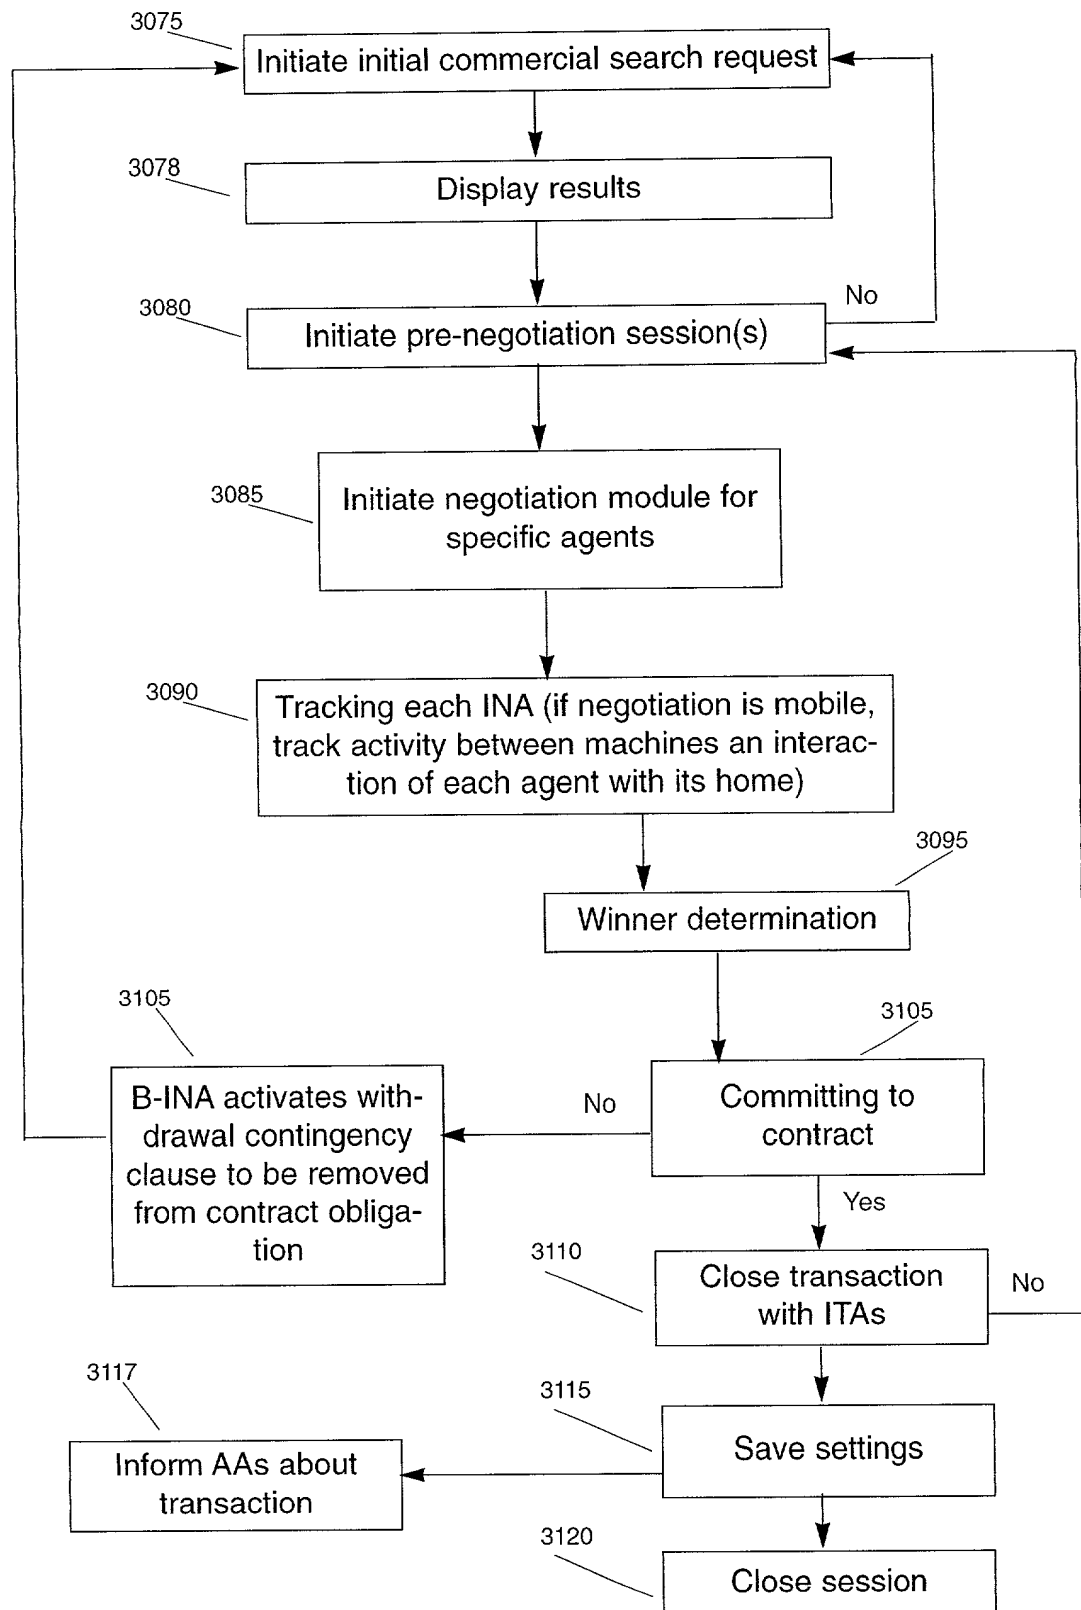 3075
Initiate initial commercial search request
3078
Display results
3080
No
Initiate pre-negotiation session(s)
3085
Initiate negotiation module for
specific agents
3090
Tracking each INA (if negotiation is mobile,
track activity between machines an interac-
tion of each agent with its home)
3095
Winner determination
3105
B-INA activates with-
drawal contingency
clause to be removed
from contract obliga-
tion
No
3105
Committing to
contract
Yes
3110
Close transaction
with ITAs
No
3117
Inform AAs about
transaction
3115
Save settings
3120
Close session